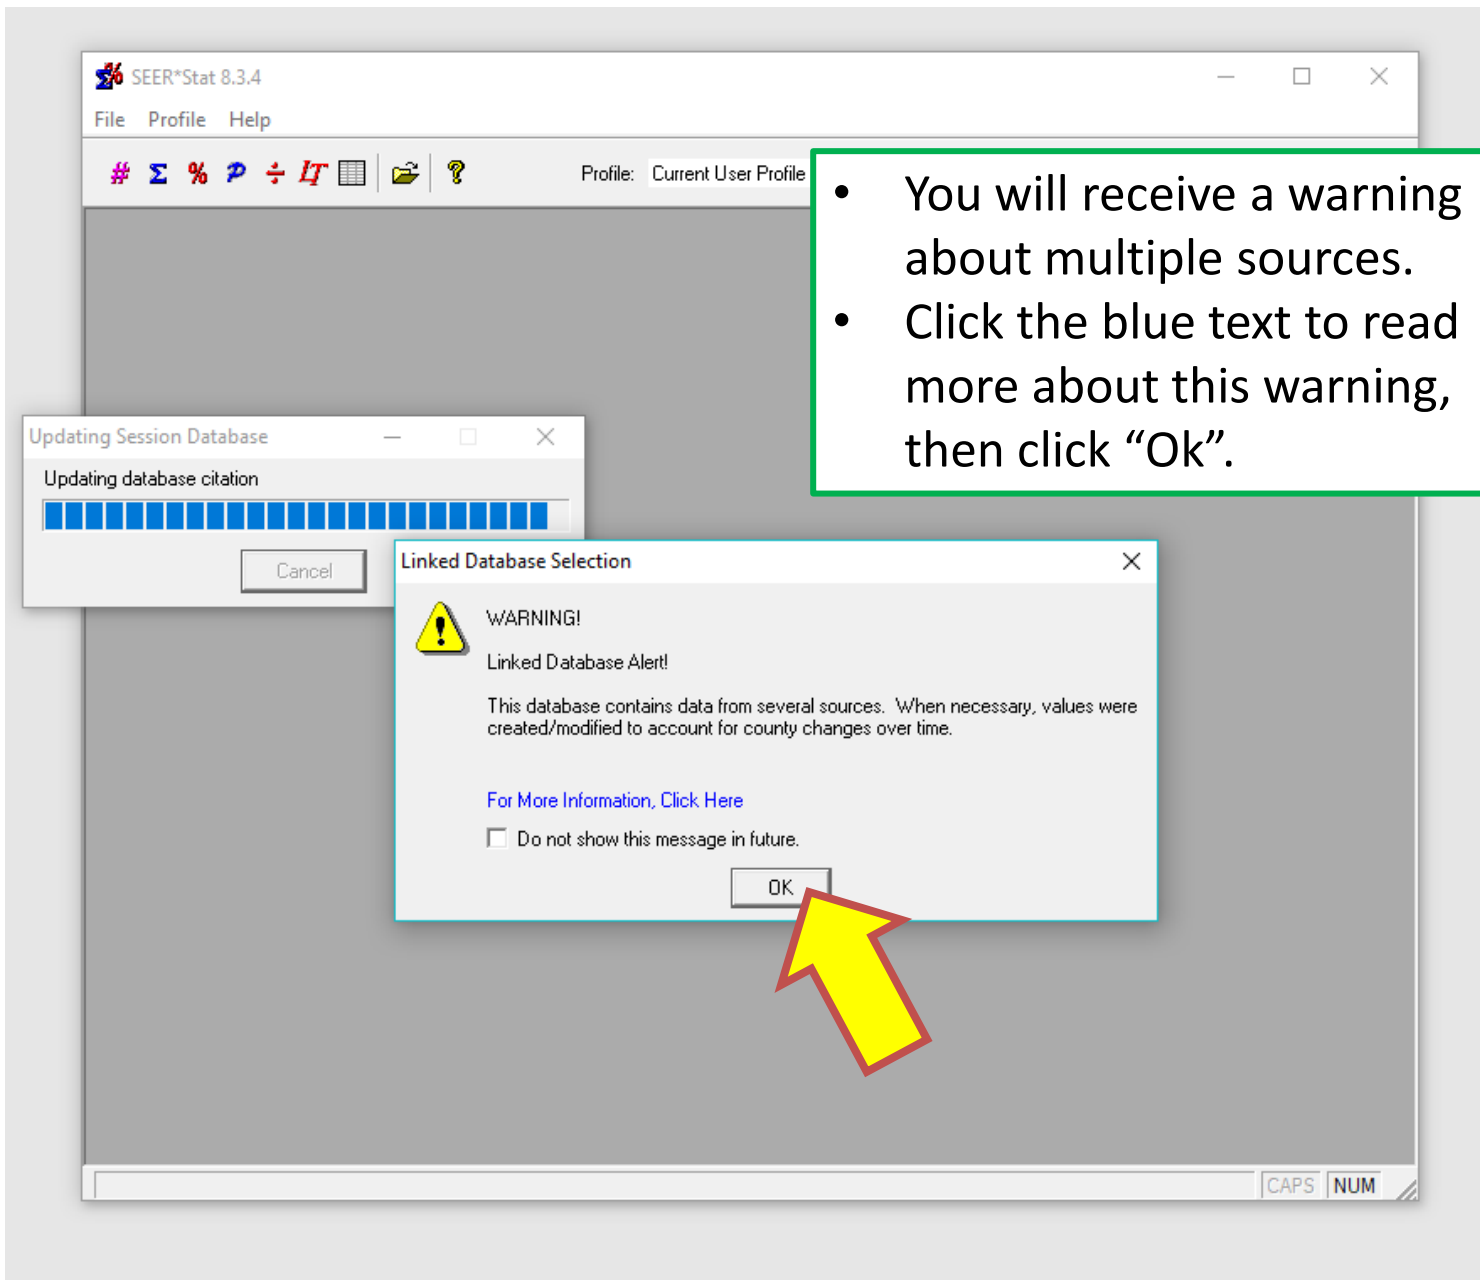 SEER*Stat 8.3.4
File Profile Help
# Σ % P ÷ LT ?
Profile: Current User Profile
• You will receive a warning
about multiple sources.
• Click the blue text to read
more about this warning,
then click “Ok”.
Updating Session Database
Updating database citation
Cancel
Linked Database Selection
WARNING!
Linked Database Alert!
This database contains data from several sources. When necessary, values were
created/modified to account for county changes over time.
For More Information, Click Here
Do not show this message in future.
OK
CAPS NUM